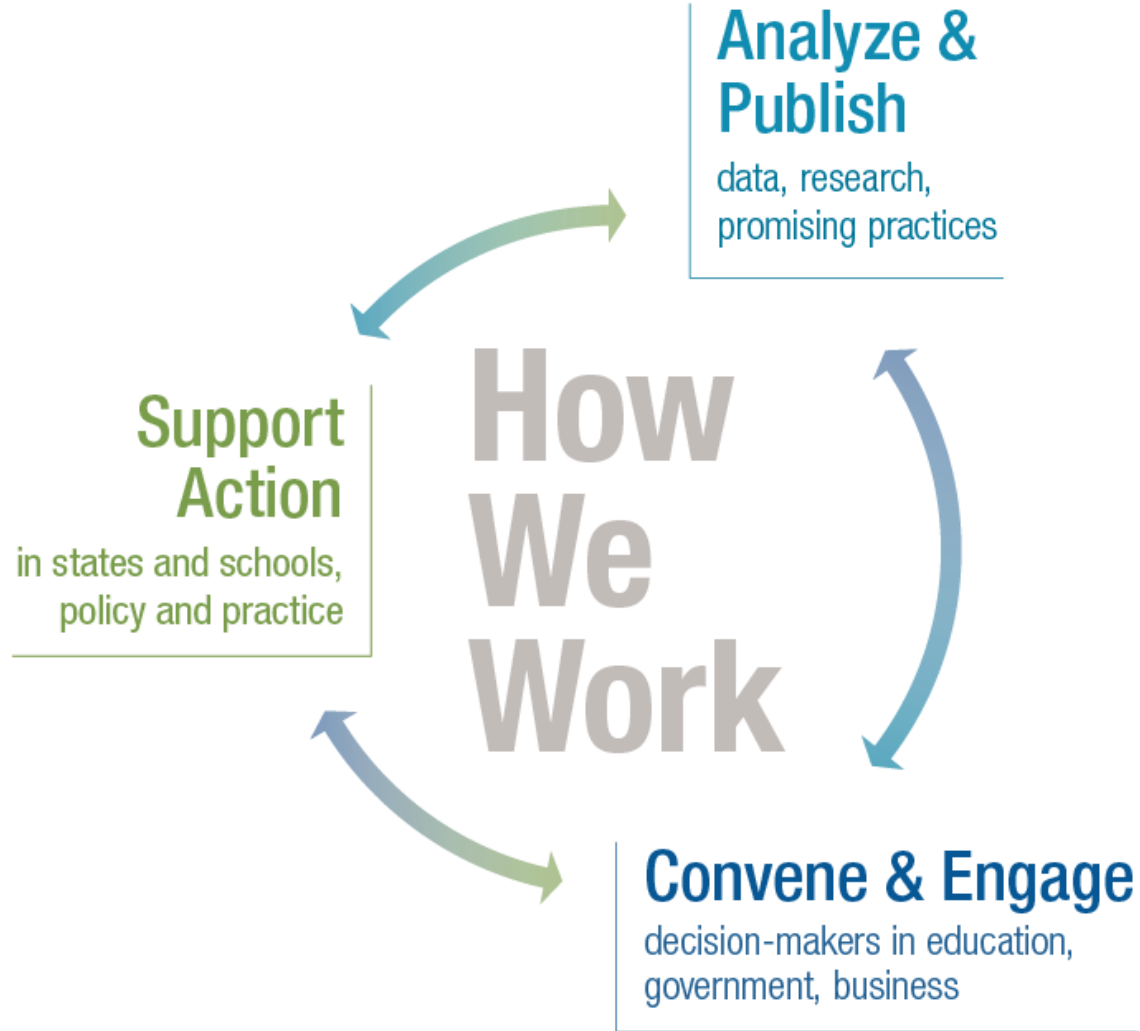 Analyze &
Publish
data, research,
promising practices
How
We
Work
Support
Action
in states and schools,
policy and practice
Convene & Engage
decision-makers in education,
government, business